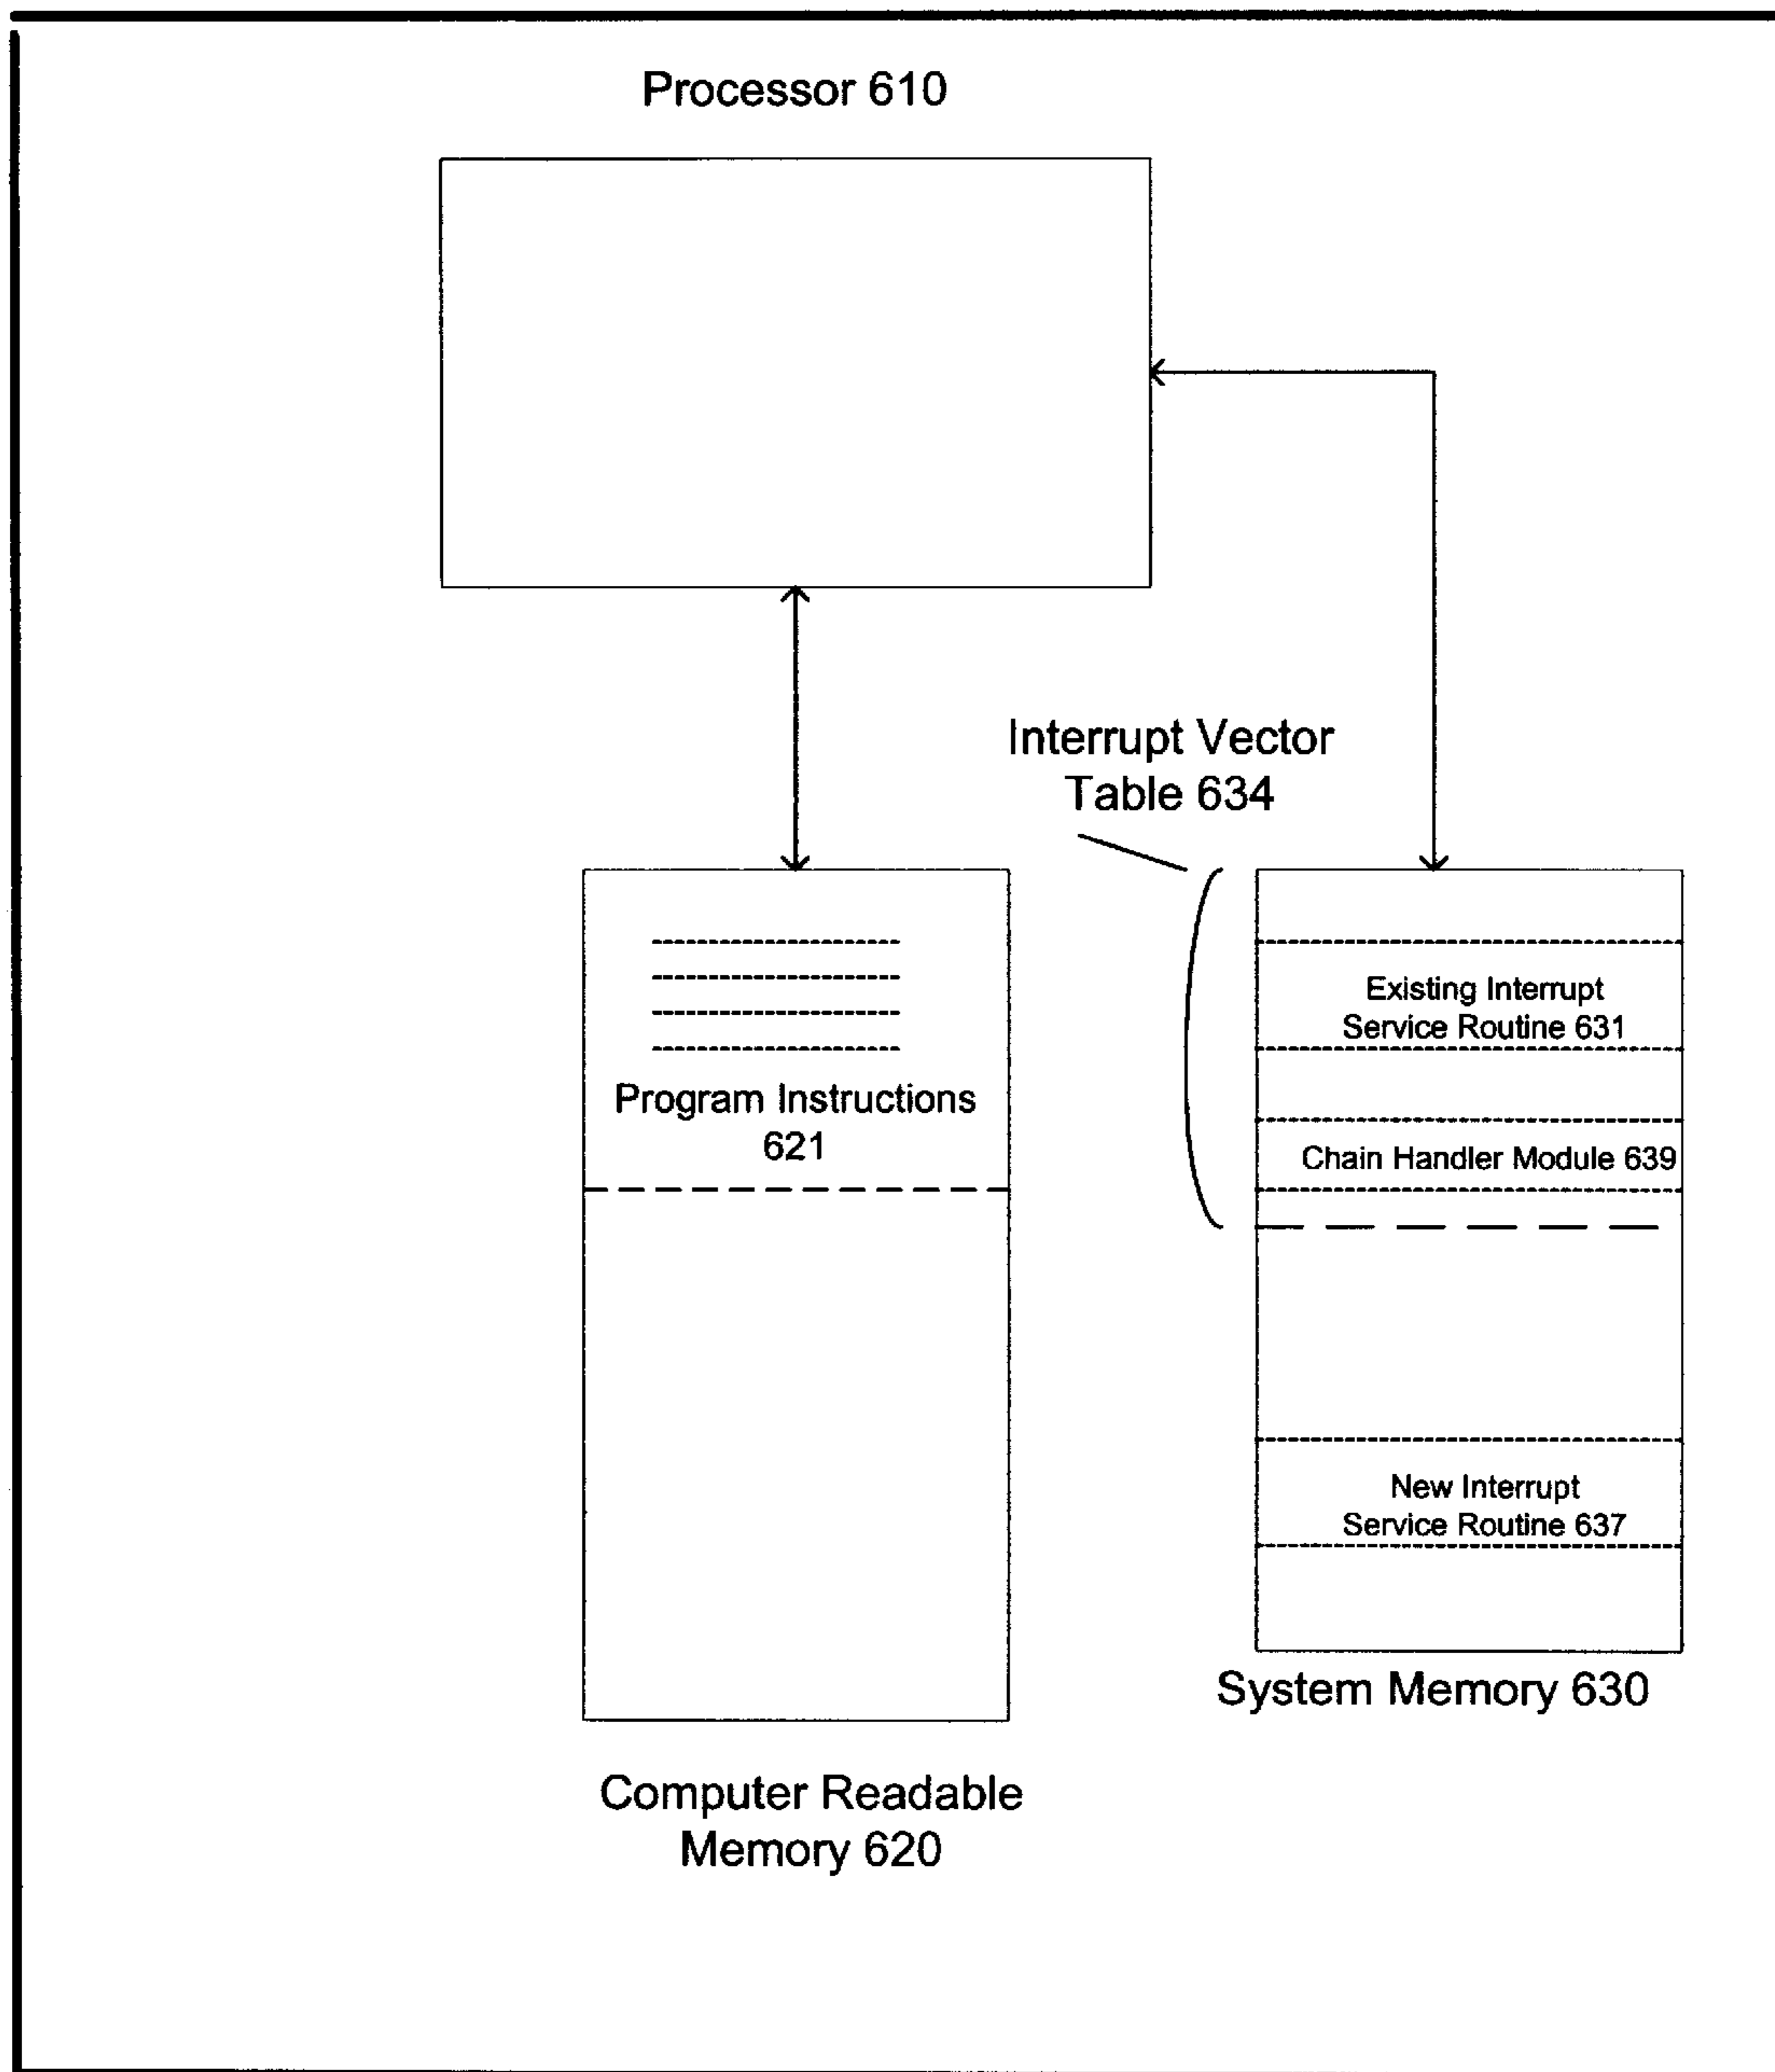 Processor 610
Interrupt Vector
Table 634
Existing Interrupt
Service Routine 631
Program Instructions
621
Chain Handler Module 639
New Interrupt
Service Routine 637
System Memory 630
Computer Readable
Memory 620